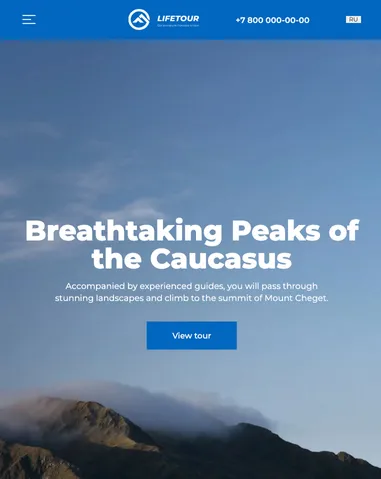 LIFETOUR
+7 800 000-00-00
RU
Breathtaking Peaks of
the Caucasus
Accompanied by experienced guides, you will pass through
stunning landscapes and climb to the summit of Mount Cheget.
View tour